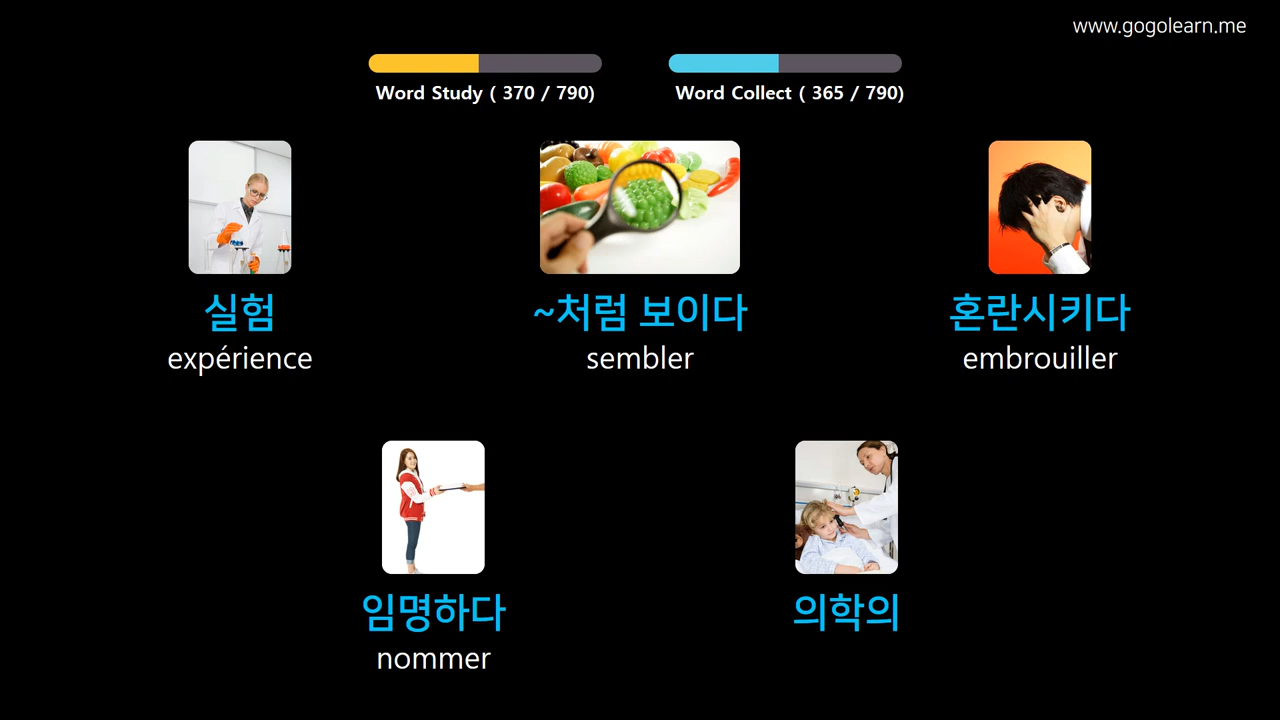 www.gogolearn.me
Word Study ( 370 / 790)
Word Collect ( 365 / 790)
실험
expérience
~처럼 보이다
sembler
혼란시키다
embrouiller
임명하다
nommer
의학의